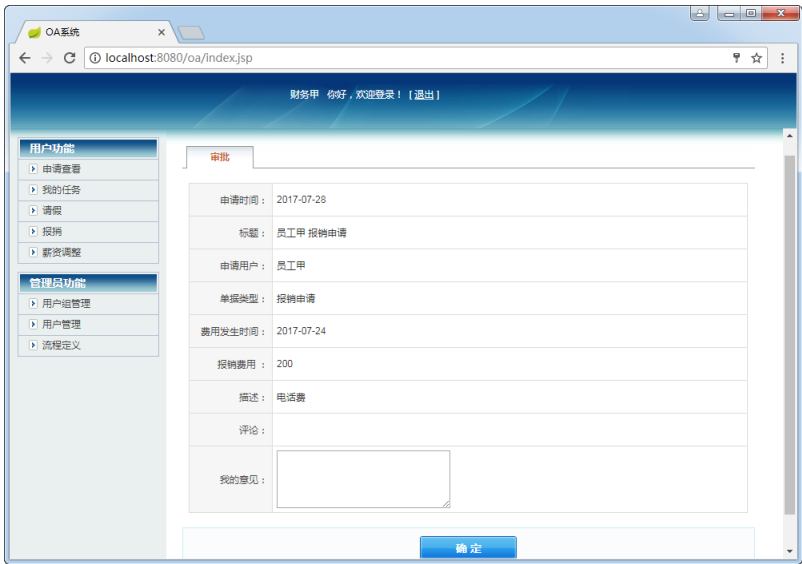 OA系统
localhost:8080/oa/index.jsp
财务甲 你好，欢迎登录！ [退出]
用户功能
申请查看
我的任务
请假
报销
薪资调整
管理员功能
用户组管理
用户管理
流程定义
审批
申请时间： 2017-07-28
标题： 员工甲 报销申请
申请用户： 员工甲
单据类型： 报销申请
费用发生时间： 2017-07-24
报销费用 ： 200
描述： 电话费
评论：
我的意见：
确 定